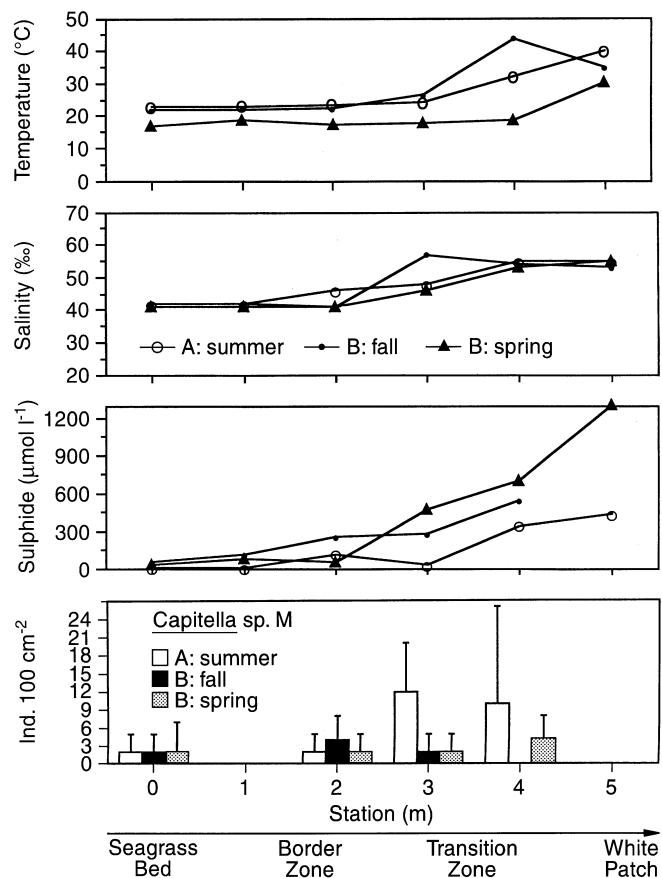 50
40
30
20
10
0
Temperature (°C)
70
60
50
40
30
20
Salinity (‰)
A: summer B: fall B: spring
1200
900
600
300
0
Sulphide (μmol l⁻¹)
24
21
18
15
12
9
6
3
0
Ind. 100 cm⁻²
Capitella sp. M
A: summer
B: fall
B: spring
0 1 2 3 4 5
Station (m)
Seagrass Bed
Border Zone
Transition Zone
White Patch